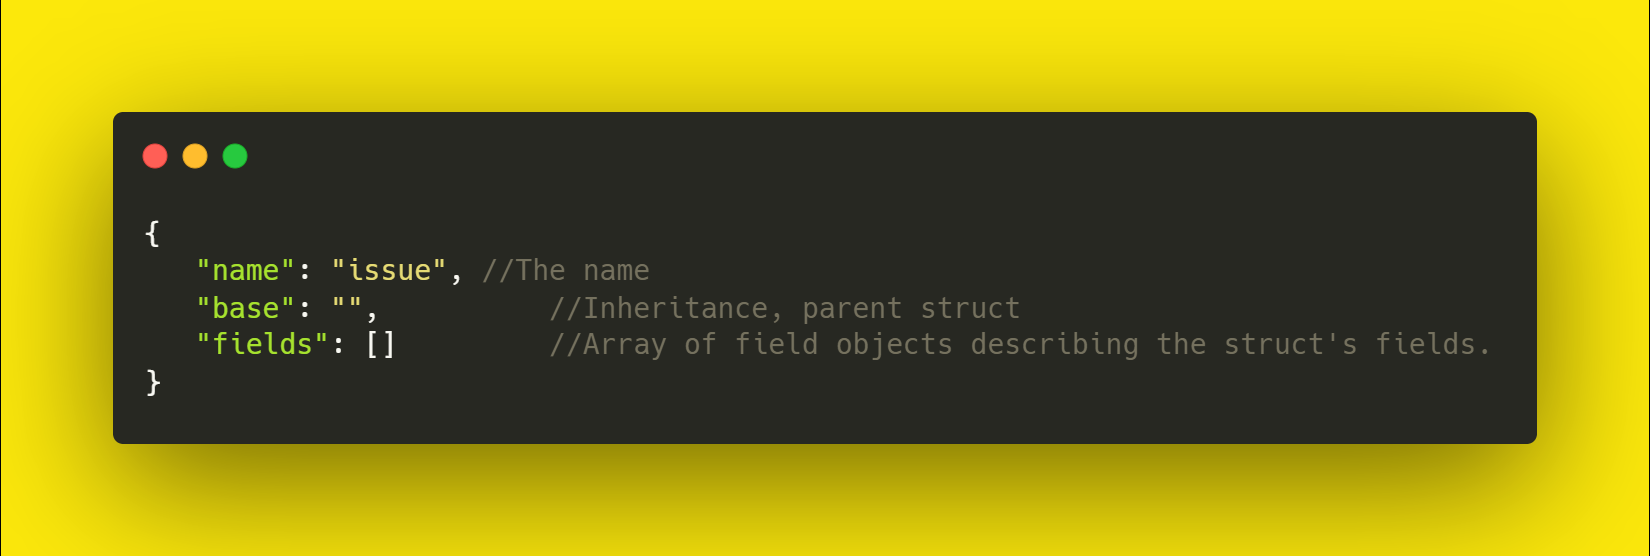 {
   "name": "issue", //The name
   "base": "",          //Inheritance, parent struct
   "fields": []         //Array of field objects describing the struct's fields.
}